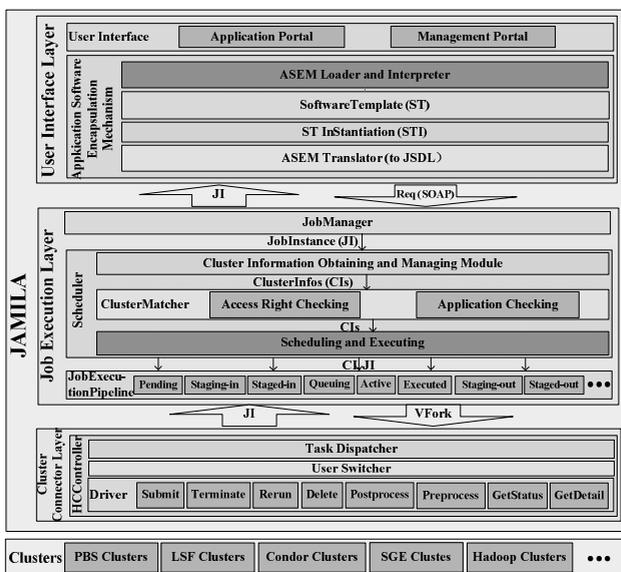 JAMILA
User Interface Layer
User Interface
Application Portal
Management Portal
Appkication Software
Encapsulation
Mechanism
ASEM Loader and Interpreter
SoftwareTemplate (ST)
ST InStantiation (STI)
ASEM Translator (to JSDL）
JI
Req (SOAP)
Job Execution Layer
JobManager
JobInstance (JI)
Scheduler
Cluster Information Obtaining and Managing Module
ClusterInfos (CIs)
ClusterMatcher
Access Right Checking
Application Checking
CIs
Scheduling and Executing
CI,JI
JobExecu-
tionPipeline
Pending
Staging-in
Staged-in
Queuing
Active
Executed
Staging-out
Staged-out
•••
JI
VFork
Cluster
Connector Layer
HCController
Task Dispatcher
User Switcher
Driver
Submit
Terminate
Rerun
Delete
Postprocess
Preprocess
GetStatus
GetDetail
Clusters
PBS Clusters
LSF Clusters
Condor Clusters
SGE Clustes
Hadoop Clusters
•••